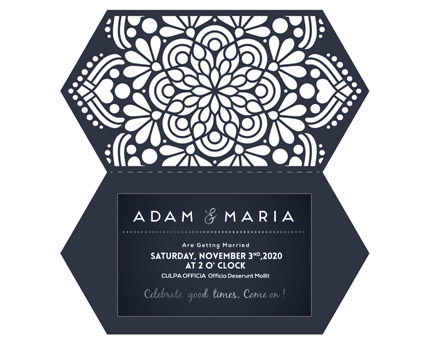 ADAM & MARIA
Are Gettng Married
SATURDAY, NOVEMBER 3ND,2020
AT 2 O' CLOCK
CULPA OFFICIA Officia Deserunt Mollit
Celebrate good times, Come on !